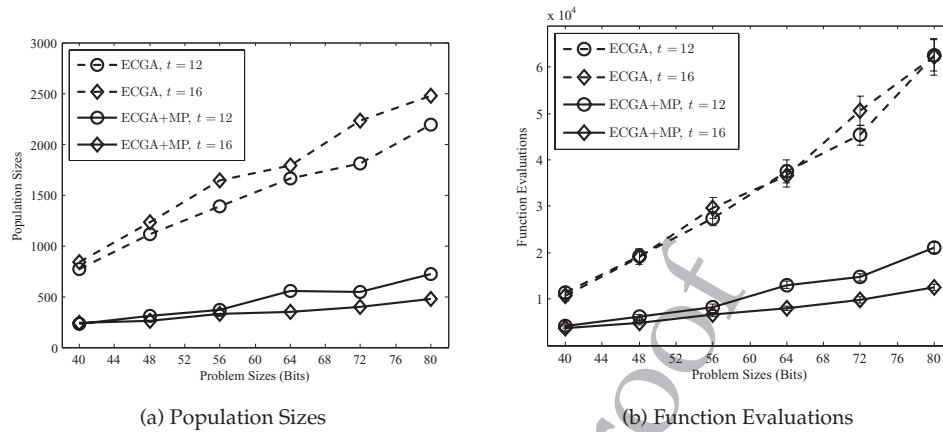 3000
2500
2000
1500
1000
500
0
Population Sizes
ECGA, t = 12
ECGA, t = 16
ECGA+MP, t = 12
ECGA+MP, t = 16
40 44 48 52 56 60 64 68 72 76 80
Problem Sizes (Bits)
(a) Population Sizes
x 10⁴
6
5
4
3
2
1
Function Evaluations
ECGA, t = 12
ECGA, t = 16
ECGA+MP, t = 12
ECGA+MP, t = 16
40 44 48 52 56 60 64 68 72 76 80
Problem Sizes (Bits)
(b) Function Evaluations
roof